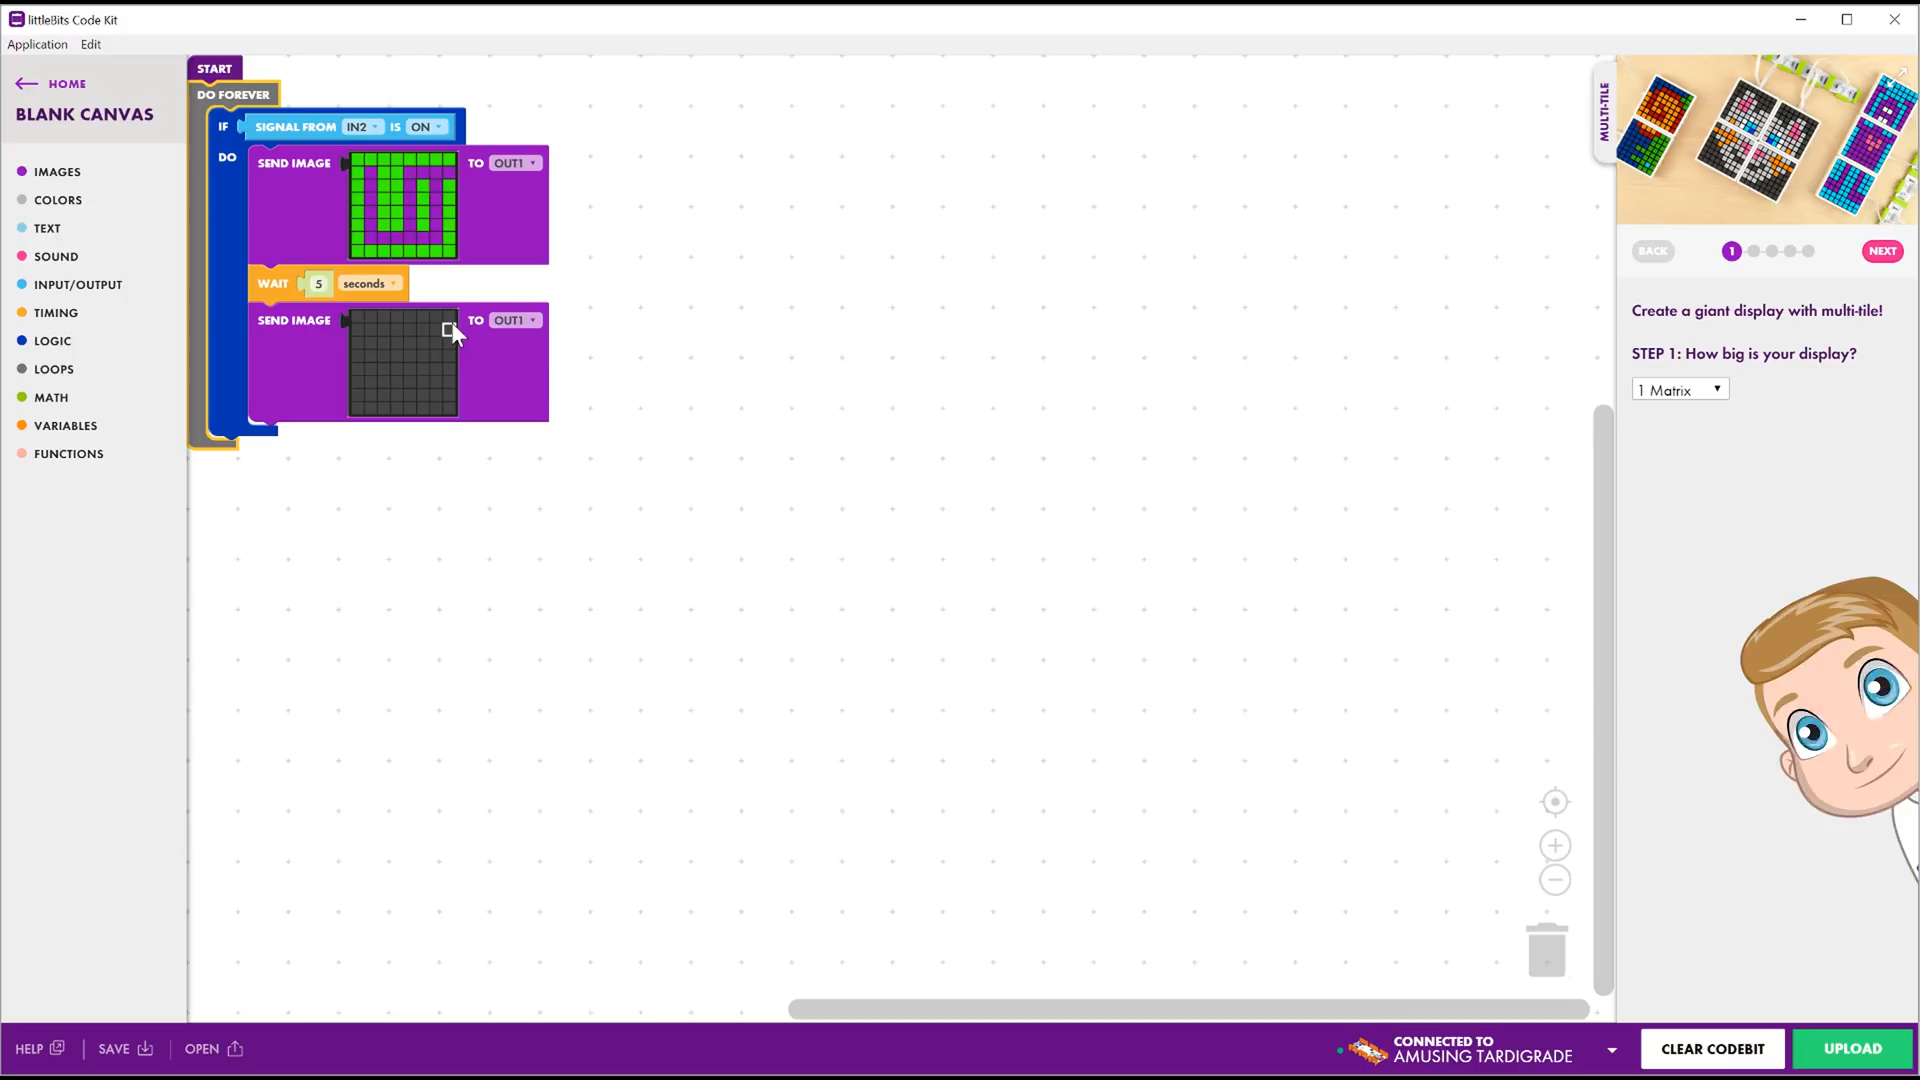 littleBits Code Kit
Application Edit
HOME
BLANK CANVAS
IMAGES
COLORS
TEXT
SOUND
INPUT/OUTPUT
TIMING
LOGIC
LOOPS
MATH
VARIABLES
FUNCTIONS
START
DO FOREVER
IF SIGNAL FROM IN2 IS ON
DO SEND IMAGE TO OUT1
WAIT 5 seconds
SEND IMAGE TO OUT1
MULTI-TILE
BACK 1 NEXT
Create a giant display with multi-tile!
STEP 1: How big is your display?
1 Matrix
HELP SAVE OPEN
CONNECTED TO
AMUSING TARDIGRADE
CLEAR CODEBIT
UPLOAD